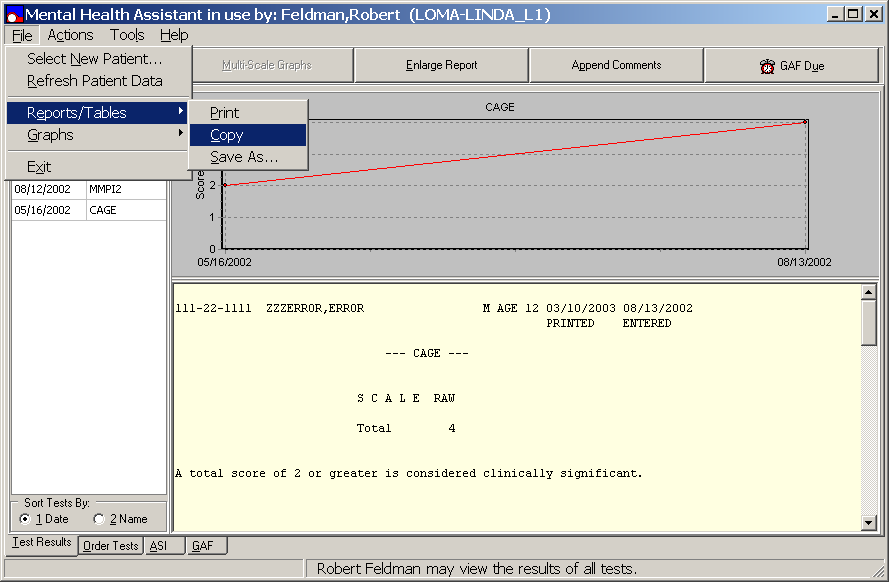 Mental Health Assistant in use by: Feldman,Robert (LOMA-LINDA_L1)
File Actions Tools Help
Select New Patient...
Refresh Patient Data
Reports/Tables
Graphs
Exit
Print
Copy
Save As...
Multi-Scale Graphs Enlarge Report Append Comments GAF Due
08/12/2002 MMPI2
05/16/2002 CAGE
CAGE
Score
2
1
0
05/16/2002 08/13/2002
111-22-1111 ZZZERROR,ERROR M AGE 12 03/10/2003 08/13/2002
PRINTED ENTERED
--- CAGE ---
S C A L E RAW
Total 4
A total score of 2 or greater is considered clinically significant.
Sort Tests By:
1 Date 2 Name
Test Results Order Tests ASI GAF
Robert Feldman may view the results of all tests.